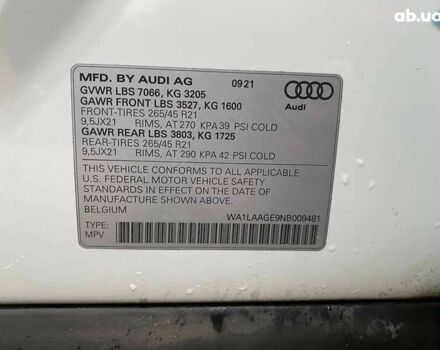 ab.ua
MFD. BY AUDI AG 09 21
GVWR LBS 7066, KG 3205
GAWR FRONT LBS 3527, KG 1600
FRONT-TIRES 265/45 R21
9,5JX21 RIMS, AT 270 KPA 39 PSI COLD
GAWR REAR LBS 3803, KG 1725
REAR-TIRES 265/45 R21
9,5JX21 RIMS, AT 290 KPA 42 PSI COLD
Audi
THIS VEHICLE CONFORMS TO ALL APPLICABLE
U.S. FEDERAL MOTOR VEHICLE STANDARDS
IN EFFECT ON THE DATE OF
MANUFACTURE SHOWN ABOVE.
BELGIUM
WA1LAAGE9NB009481
TYPE:
MPV